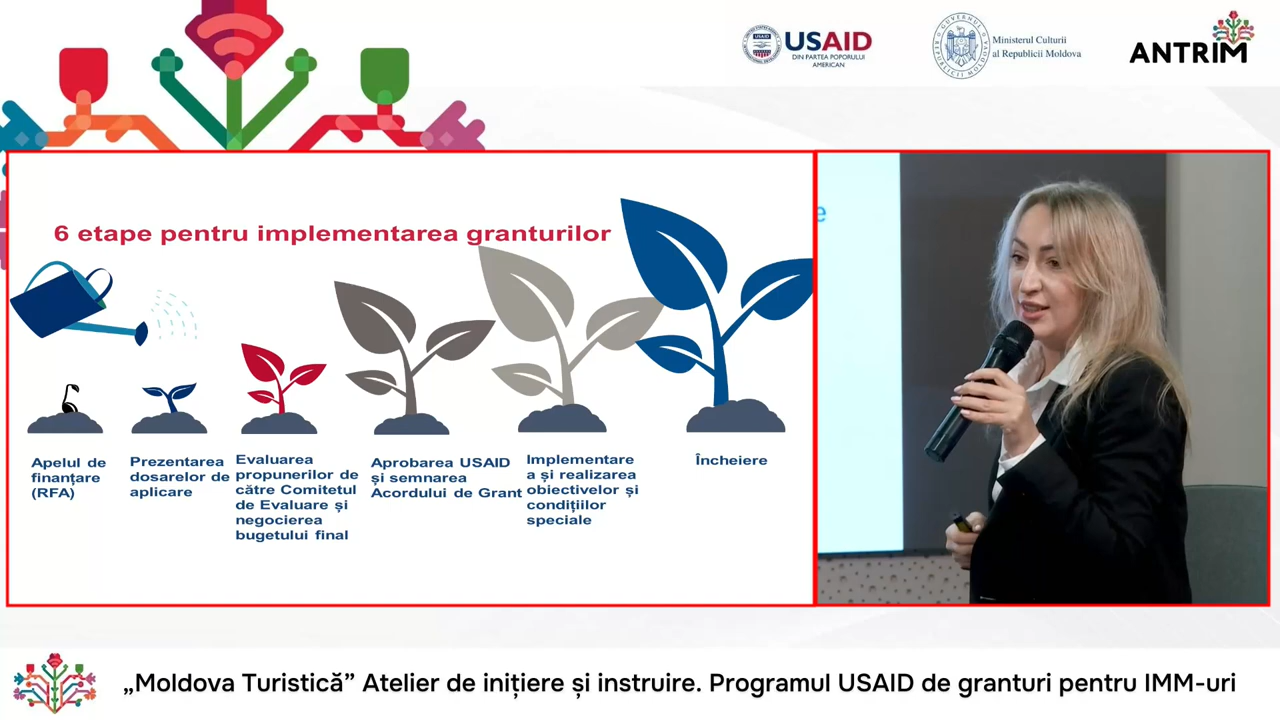 USAID
DIN PARTEA POPORULUI
AMERICAN
Ministerul Culturii
al Republicii Moldova
ANTRIM
6 etape pentru implementarea granturilor
Apelul de
finanțare
(RFA)
Prezentarea
dosarelor de
aplicare
Evaluarea
propunerilor de
către Comitetul
de Evaluare și
negocierea
bugetului final
Aprobarea USAID
și semnarea
Acordului de Grant
Implementare
a și realizarea
obiectivelor și
condițiilor
speciale
Încheiere
e
„Moldova Turistică” Atelier de inițiere și instruire. Programul USAID de granturi pentru IMM-uri